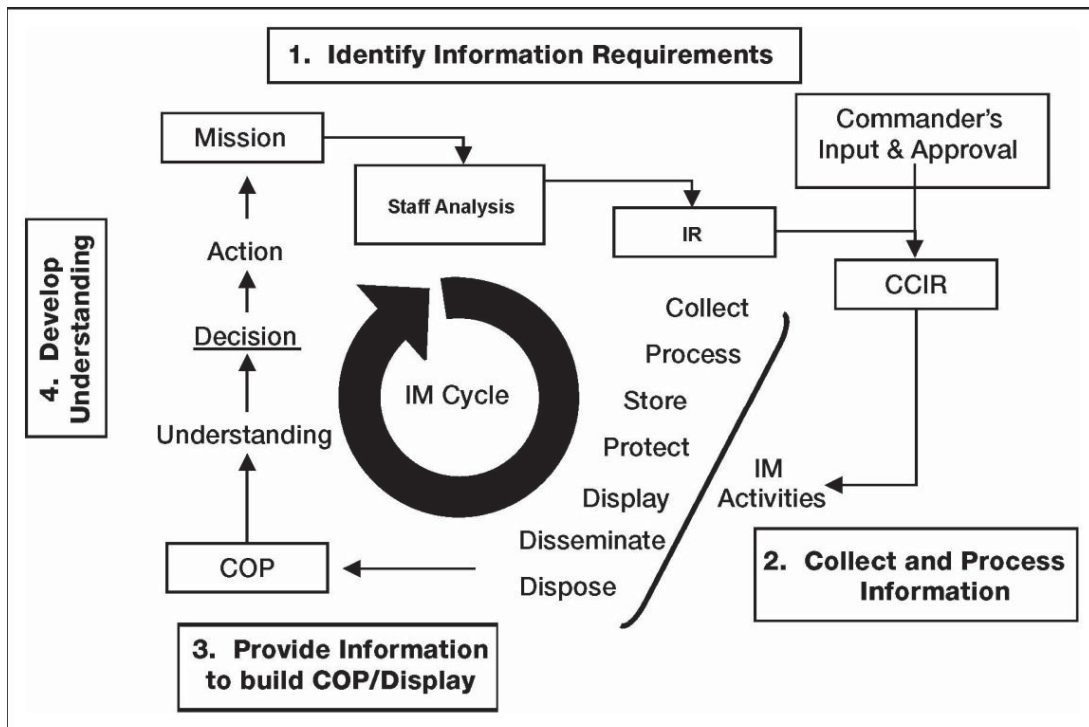 1. Identify Information Requirements
Mission
Commander's
Input & Approval
Staff Analysis
IR
CCIR
4. Develop
Understanding
Action
Decision
Understanding
COP
IM Cycle
Collect
Process
Store
Protect
Display
Disseminate
Dispose
IM
Activities
2. Collect and Process
Information
3. Provide Information
to build COP/Display